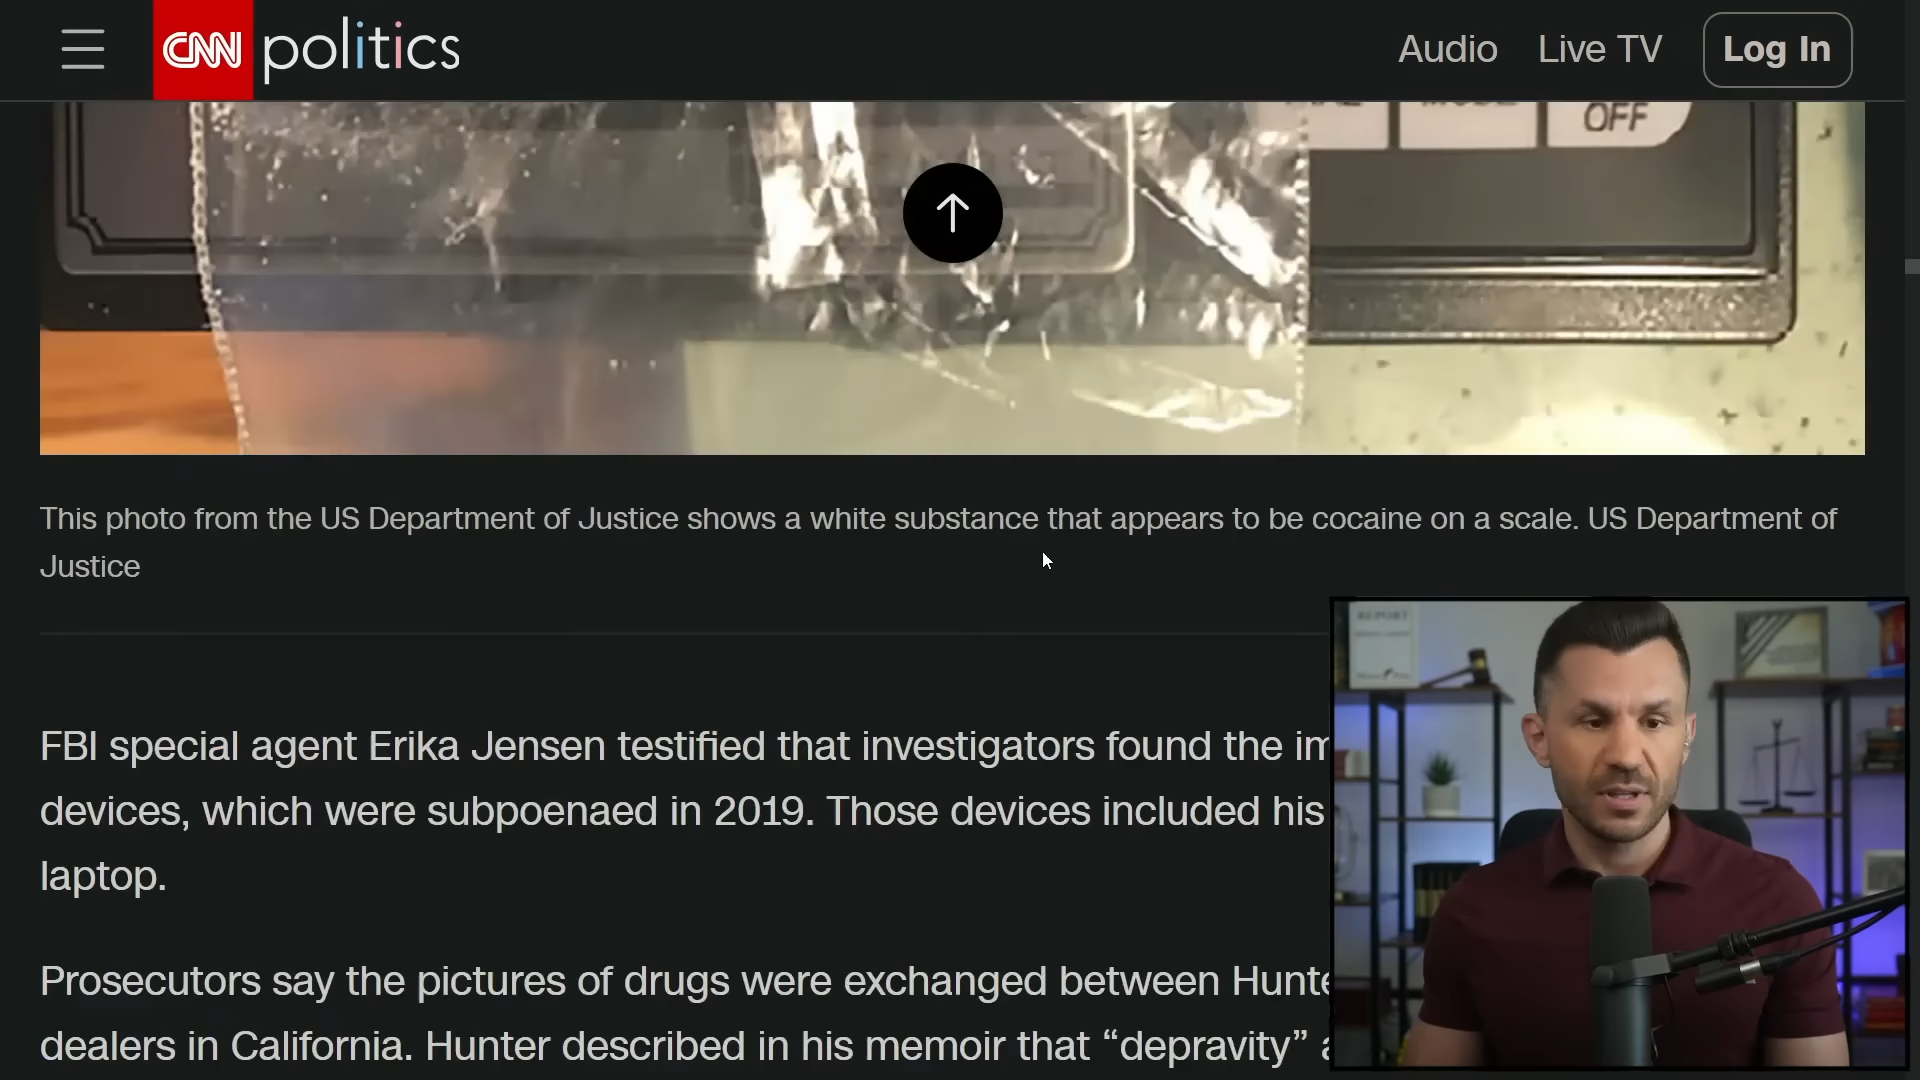 CNN politics
Audio
Live TV
Log In
OFF
This photo from the US Department of Justice shows a white substance that appears to be cocaine on a scale. US Department of
Justice
REPORT
FBI special agent Erika Jensen testified that investigators found the
devices, which were subpoenaed in 2019. Those devices included his
laptop.
Prosecutors say the pictures of drugs were exchanged between
dealers in California. Hunter described in his memoir that “depravity”